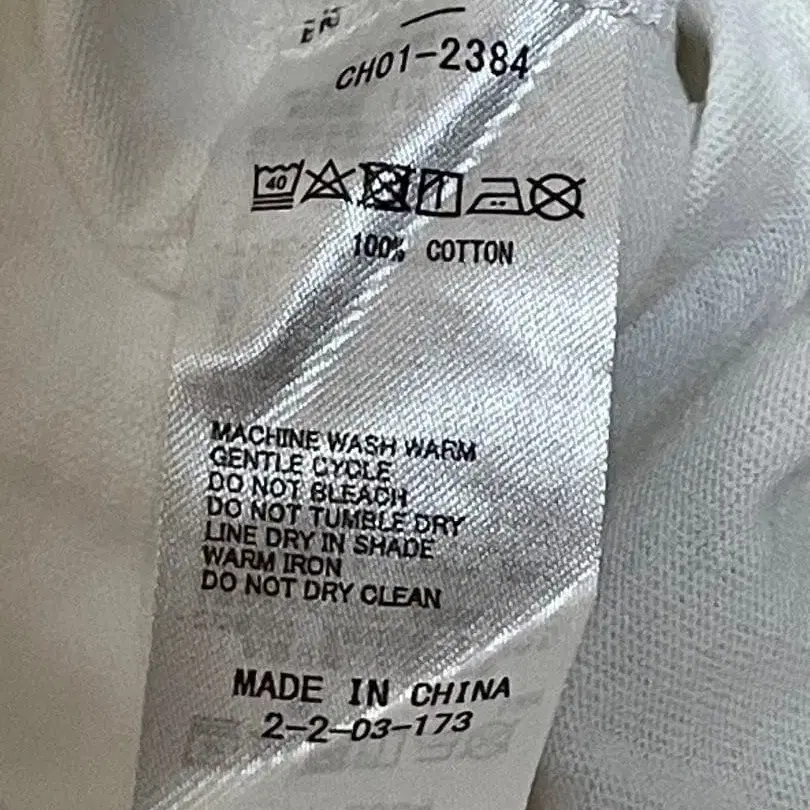 CH01-2384
40
100% COTTON
MACHINE WASH WARM
GENTLE CYCLE
DO NOT BLEACH
DO NOT TUMBLE DRY
LINE DRY IN SHADE
WARM IRON
DO NOT DRY CLEAN
MADE IN CHINA
2-2-03-173